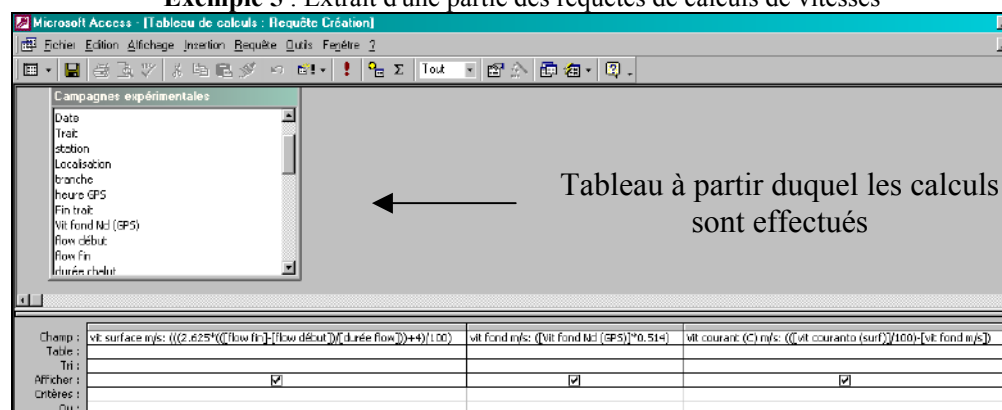 Exemple 3 : Extrait d'une partie des requêtes de calculs de vitesses
Microsoft Access - [Tableau de calculs : Requête Création]
Fichier Edition Affichage Insertion Requête Outils Fenêtre ?
Tout
Campagnes expérimentales
Date
Trait
station
Localisation
branche
heure GPS
Fin trait
Vit fond Nd (GPS)
flow début
flow fin
durée chalut
Tableau à partir duquel les calculs
sont effectués
Champ : vit surface m/s: (((2.625*(([flow fin]-[flow début])/[durée flow]))+4)/100) vit fond m/s: ([Vit fond Nd (GPS)]*0.514) vit courant (C) m/s: (([vit couranto (surf)]/100)-[vit fond m/s])
Table :
Tri :
Afficher :
Critères :
Ou :